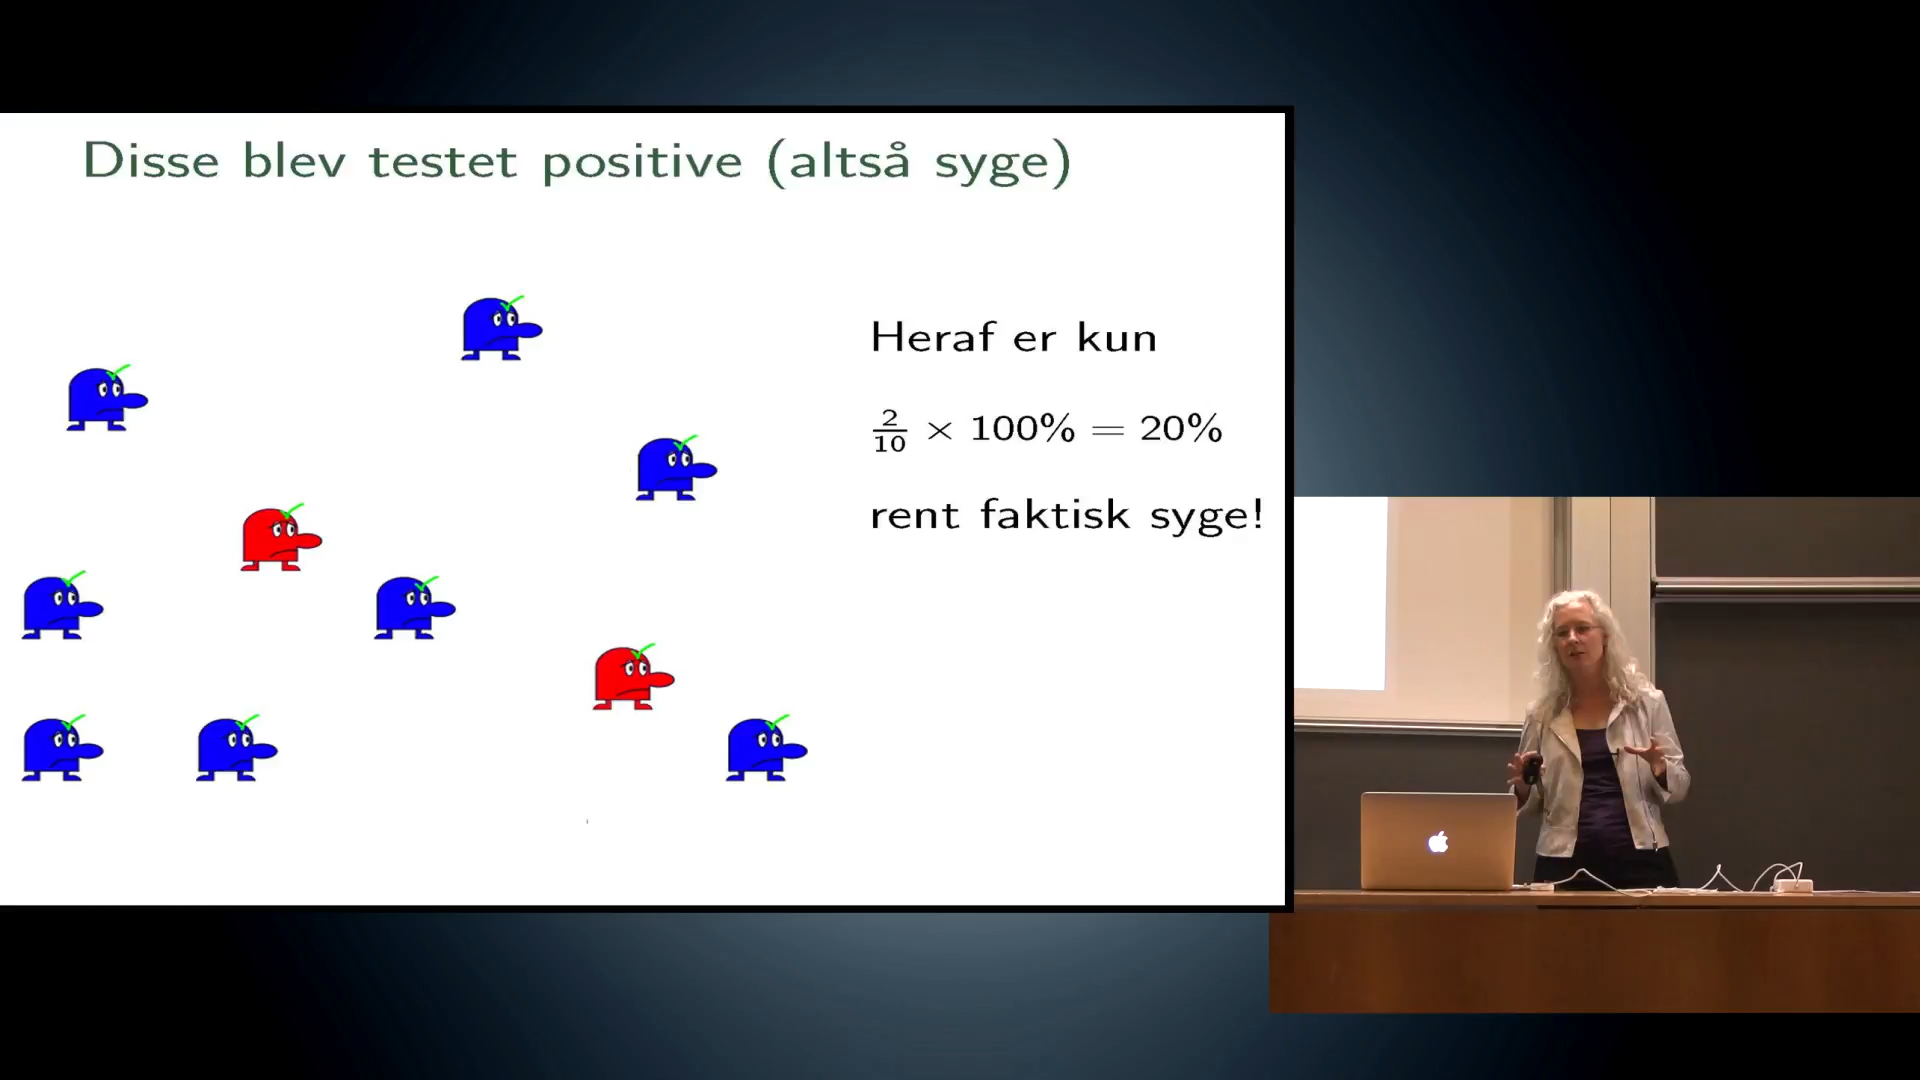 Disse blev testet positive (altså syge)
Heraf er kun
2/10 × 100% = 20%
rent faktisk syge!